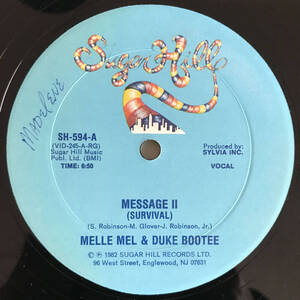 Sugar Hill
Madelene
SH-594-A
(VID-245-A-RG)
Sugar Hill Music
Publ. Ltd. (BMI)
TIME: 6:50
Produced by:
SYLVIA INC.
VOCAL
MESSAGE II
(SURVIVAL)
(S. Robinson-M. Glover-J. Robinson, Jr.)
MELLE MEL & DUKE BOOTEE
℗ © 1982 SUGAR HILL RECORDS LTD.
96 West Street, Englewood, NJ 07631